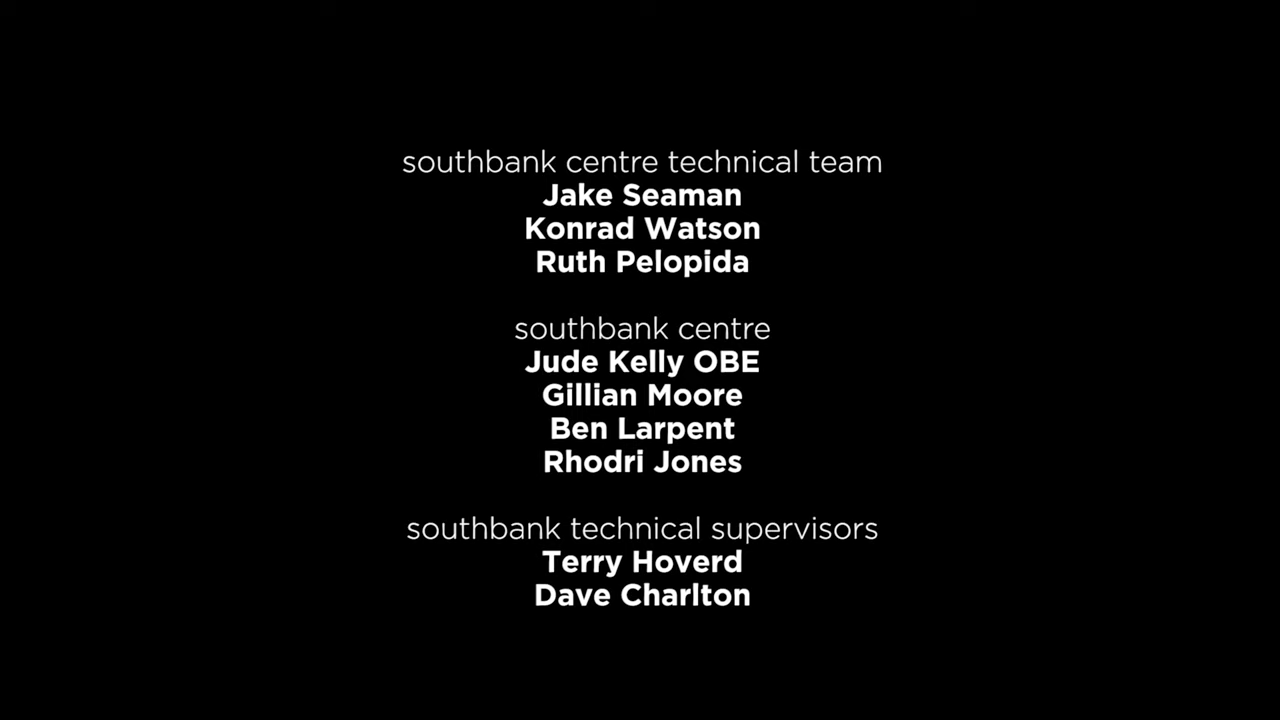 southbank centre technical team
Jake Seaman
Konrad Watson
Ruth Pelopida
southbank centre
Jude Kelly OBE
Gillian Moore
Ben Larpent
Rhodri Jones
southbank technical supervisors
Terry Hoverd
Dave Charlton